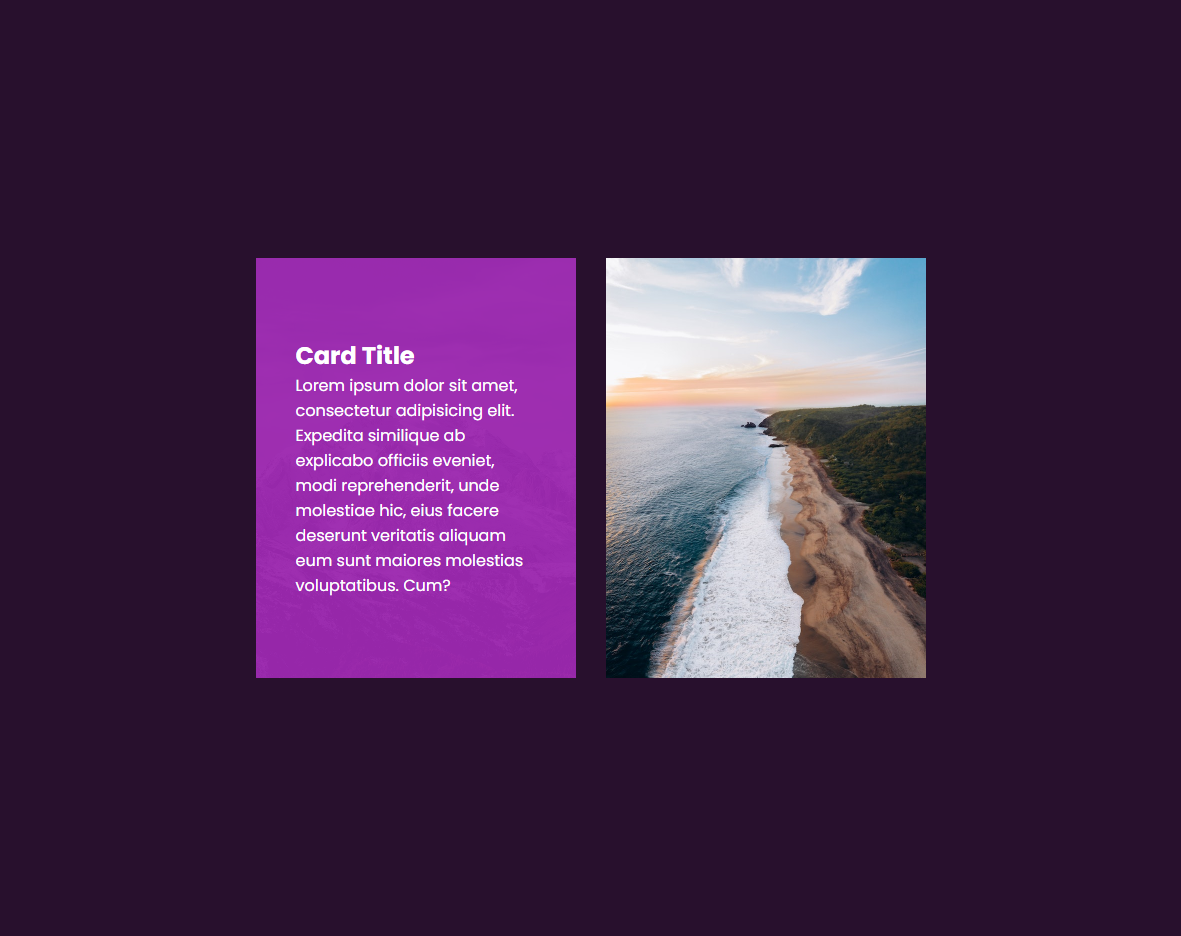 Card Title
Lorem ipsum dolor sit amet,
consectetur adipisicing elit.
Expedita similique ab
explicabo officiis eveniet,
modi reprehenderit, unde
molestiae hic, eius facere
deserunt veritatis aliquam
eum sunt maiores molestias
voluptatibus. Cum?